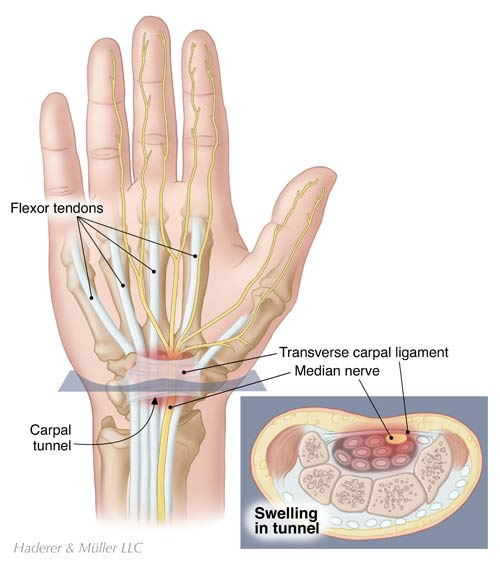 Flexor tendons
Transverse carpal ligament
Median nerve
Carpal
tunnel
Swelling
in tunnel
Haderer & Müller LLC